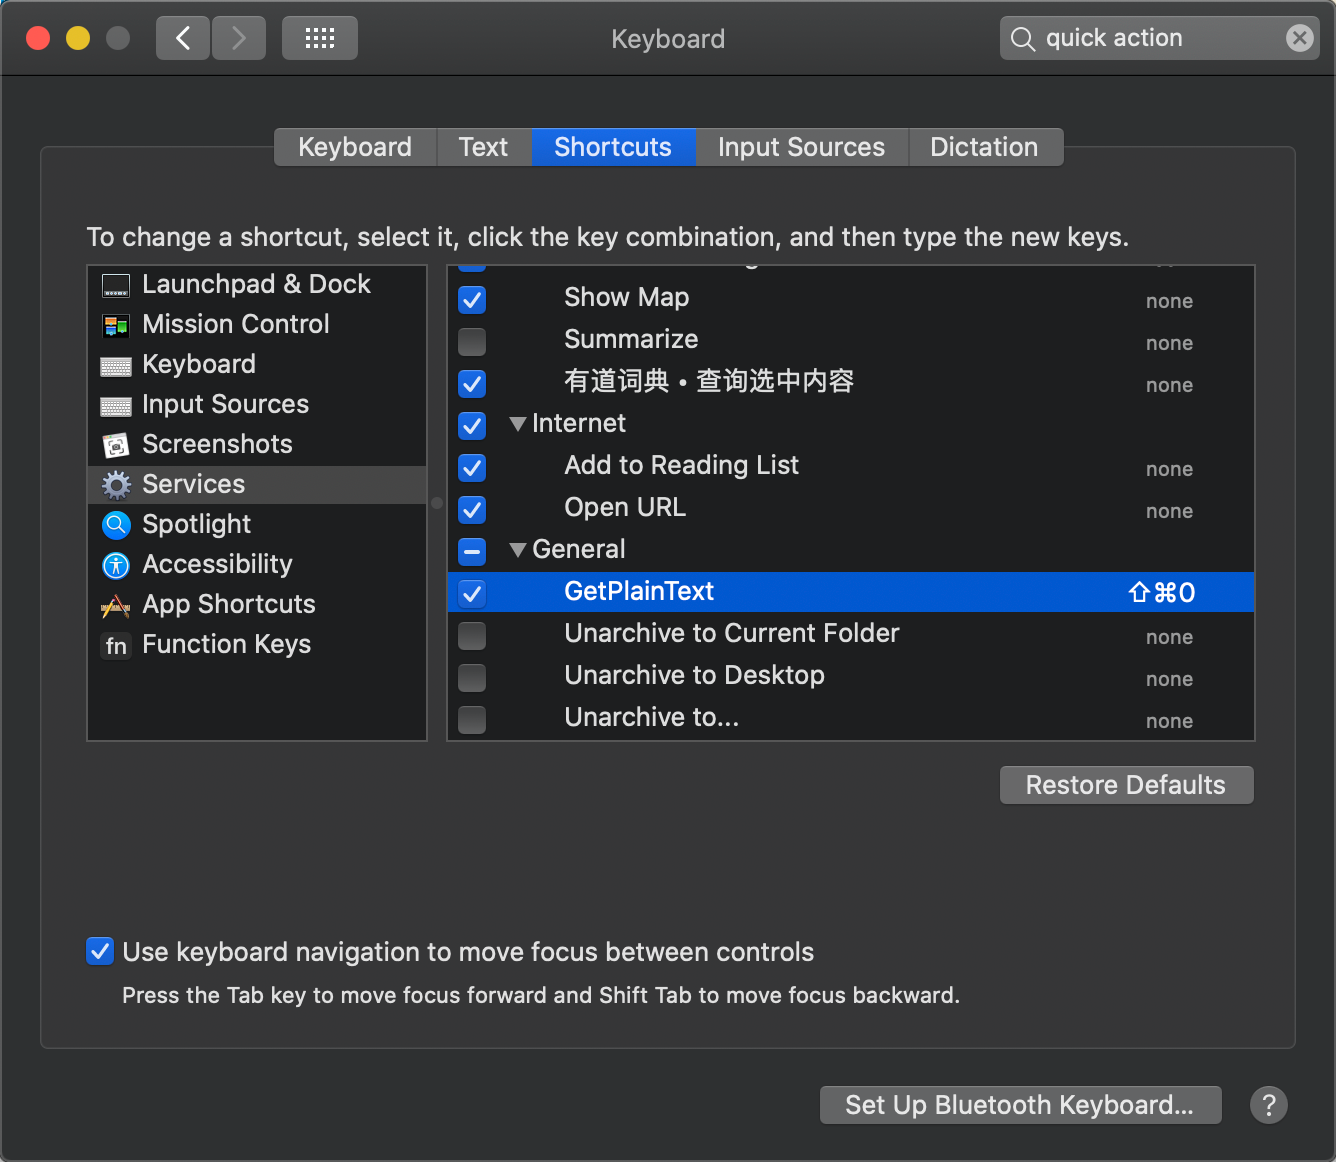 Keyboard
quick action
Keyboard
Text
Shortcuts
Input Sources
Dictation
To change a shortcut, select it, click the key combination, and then type the new keys.
Launchpad & Dock
Mission Control
Keyboard
Input Sources
Screenshots
Services
Spotlight
Accessibility
App Shortcuts
fn Function Keys
Show Map none
Summarize none
有道词典 • 查询选中内容 none
Internet
Add to Reading List none
Open URL none
General
GetPlainText ⇧⌘0
Unarchive to Current Folder none
Unarchive to Desktop none
Unarchive to... none
Restore Defaults
Use keyboard navigation to move focus between controls
Press the Tab key to move focus forward and Shift Tab to move focus backward.
Set Up Bluetooth Keyboard...
?